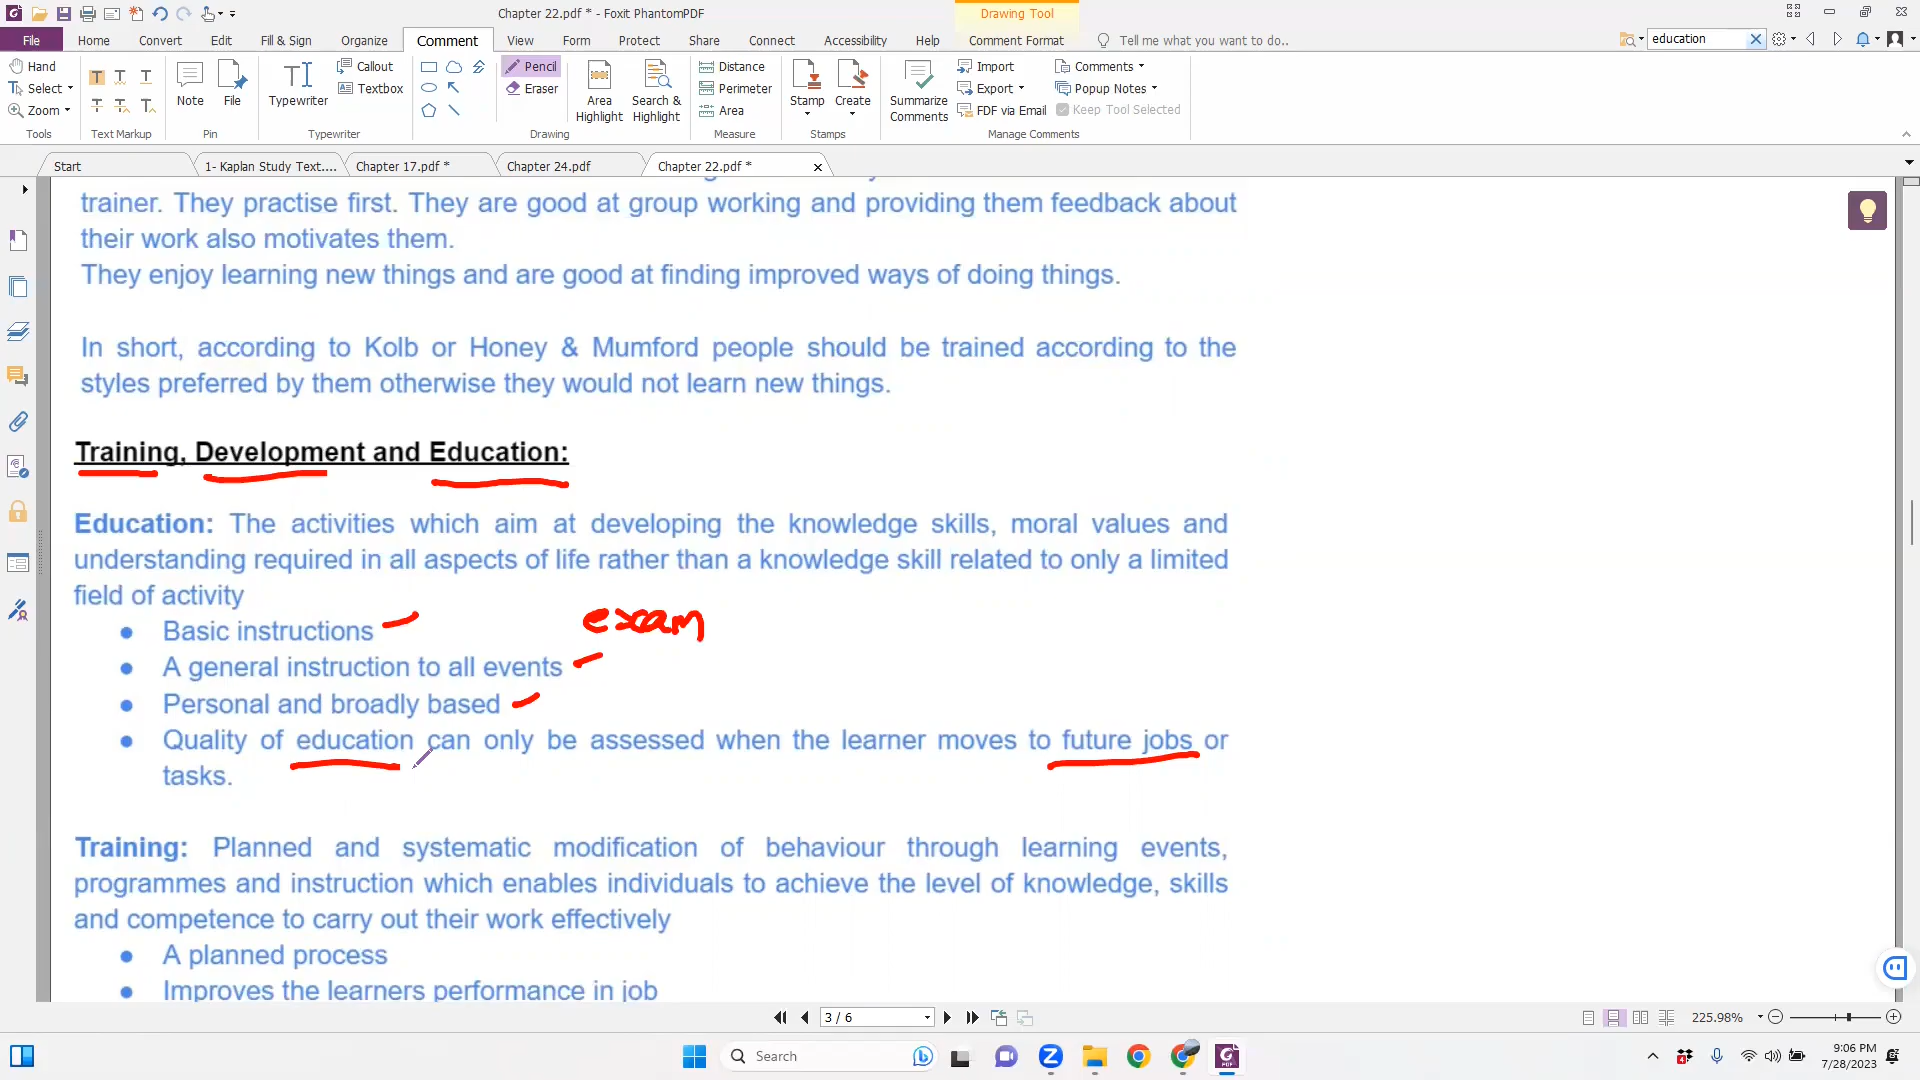 Chapter 22.pdf * - Foxit PhantomPDF
Drawing Tool
File
Home
Convert
Edit
Fill & Sign
Organize
Comment
View
Form
Protect
Share
Connect
Accessibility
Help
Comment Format
Tell me what you want to do..
education
Hand
Select
Zoom
Tools
T T T
T T T
Text Markup
Note
File
Pin
Typewriter
Callout
Textbox
Typewriter
Pencil
Eraser
Area Highlight
Search & Highlight
Drawing
Distance
Perimeter
Area
Measure
Stamp
Create
Stamps
Summarize Comments
Import
Export
FDF via Email
Comments
Popup Notes
Keep Tool Selected
Manage Comments
Start
1- Kaplan Study Text....
Chapter 17.pdf *
Chapter 24.pdf
Chapter 22.pdf *
trainer. They practise first. They are good at group working and providing them feedback about
their work also motivates them.
They enjoy learning new things and are good at finding improved ways of doing things.
In short, according to Kolb or Honey & Mumford people should be trained according to the
styles preferred by them otherwise they would not learn new things.
Training, Development and Education:
Education: The activities which aim at developing the knowledge skills, moral values and
understanding required in all aspects of life rather than a knowledge skill related to only a limited
field of activity
exam
● Basic instructions
● A general instruction to all events
● Personal and broadly based
● Quality of education can only be assessed when the learner moves to future jobs or
tasks.
Training: Planned and systematic modification of behaviour through learning events,
programmes and instruction which enables individuals to achieve the level of knowledge, skills
and competence to carry out their work effectively
● A planned process
● Improves the learners performance in job
3 / 6
225.98%
Search
9:06 PM
7/28/2023